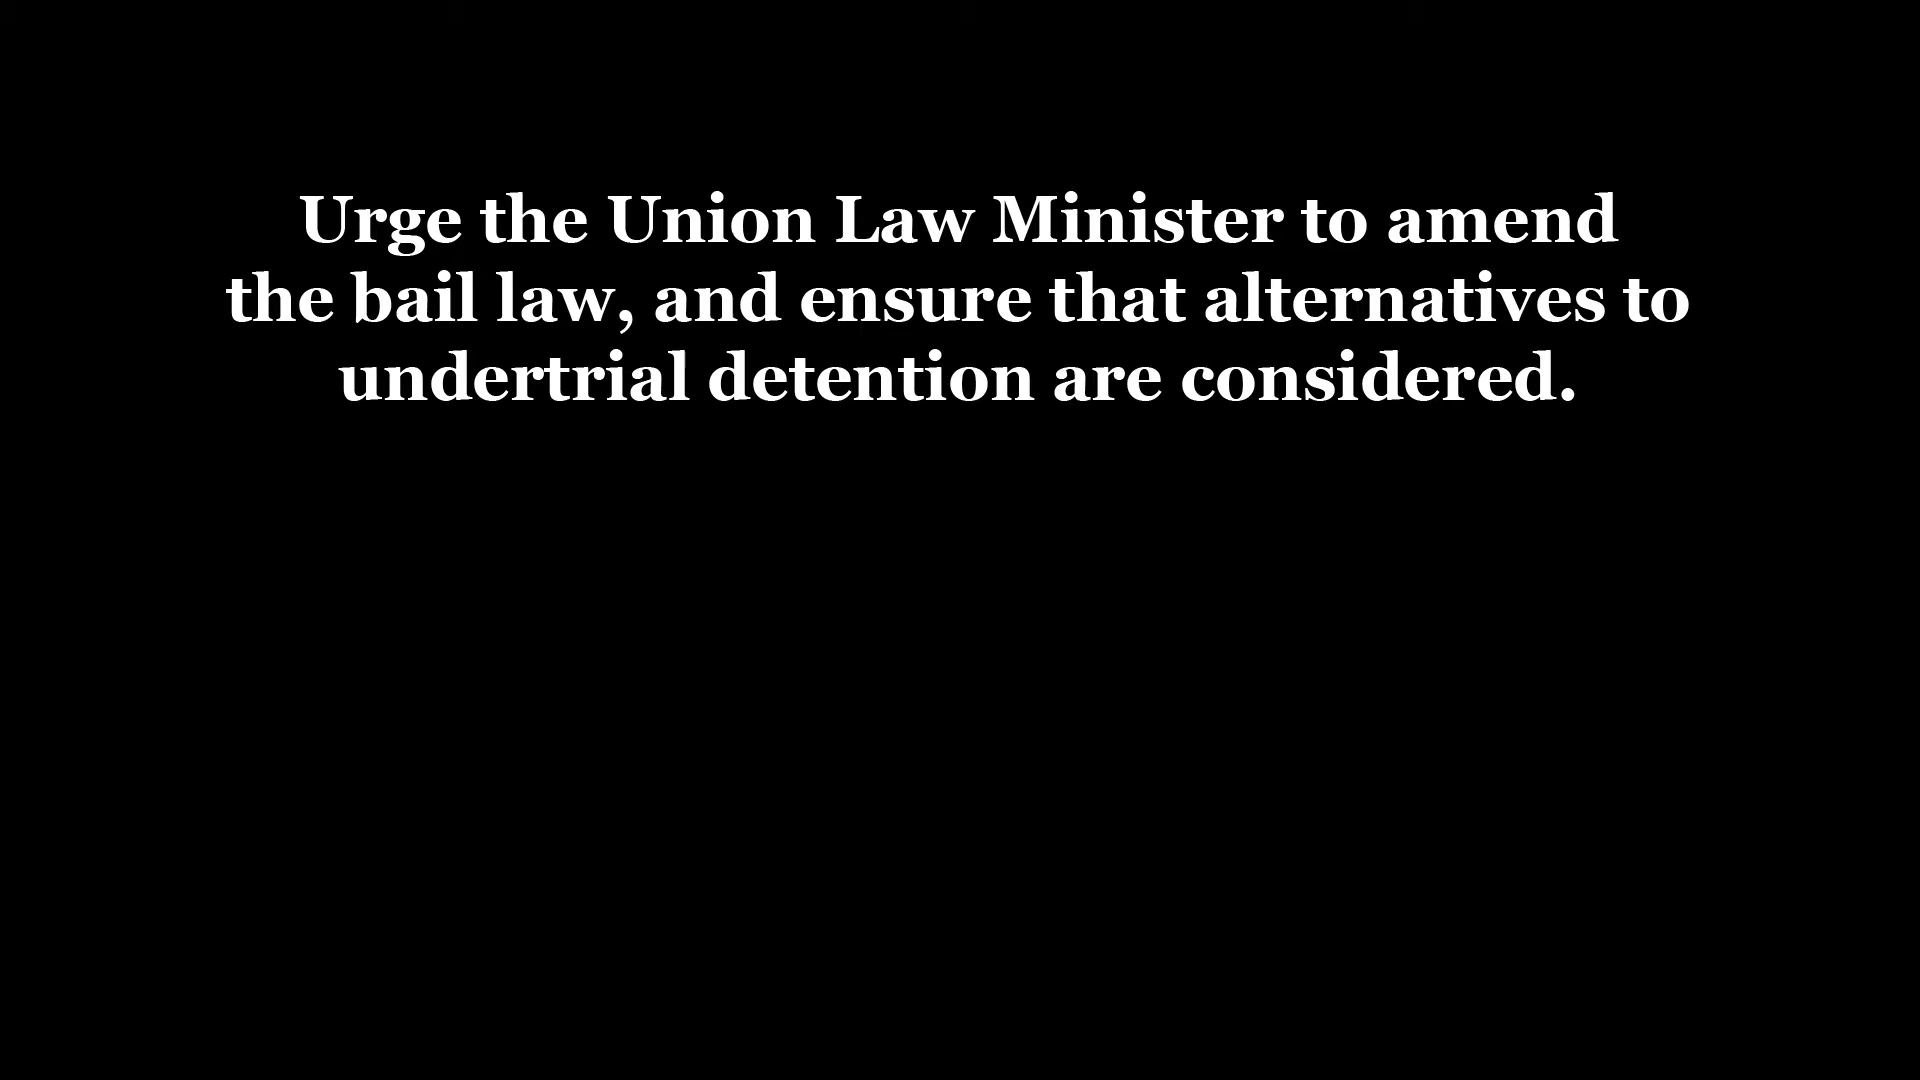 Urge the Union Law Minister to amend
the bail law, and ensure that alternatives to
undertrial detention are considered.